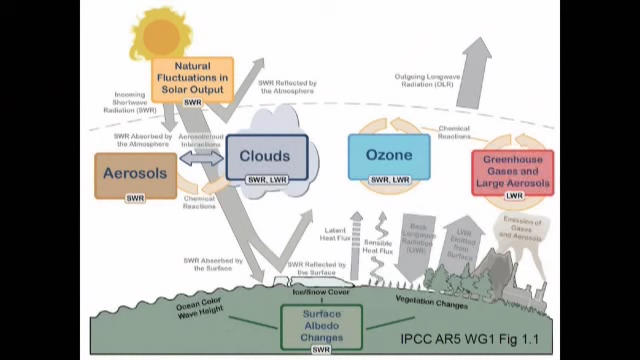 Natural
Fluctuations in
Solar Output
SWR
Incoming
Shortwave
Radiation (SWR)
SWR Reflected by
the Atmosphere
Outgoing Longwave
Radiation (OLR)
SWR Absorbed by
the Atmosphere
Aerosol/cloud
Interactions
Chemical
Reactions
Aerosols
SWR
Clouds
SWR, LWR
Ozone
SWR, LWR
Greenhouse
Gases and
Large Aerosols
LWR
Chemical
Reactions
Latent
Heat Flux
Sensible
Heat Flux
Back
Longwave
Radiation
(LWR)
LWR
Emitted
from
Surface
Emission of
Gases
and Aerosols
SWR Absorbed by
the Surface
SWR Reflected by
the Surface
Ice/Snow Cover
Ocean Color
Wave Height
Vegetation Changes
Surface
Albedo
Changes
SWR
IPCC AR5 WG1 Fig 1.1